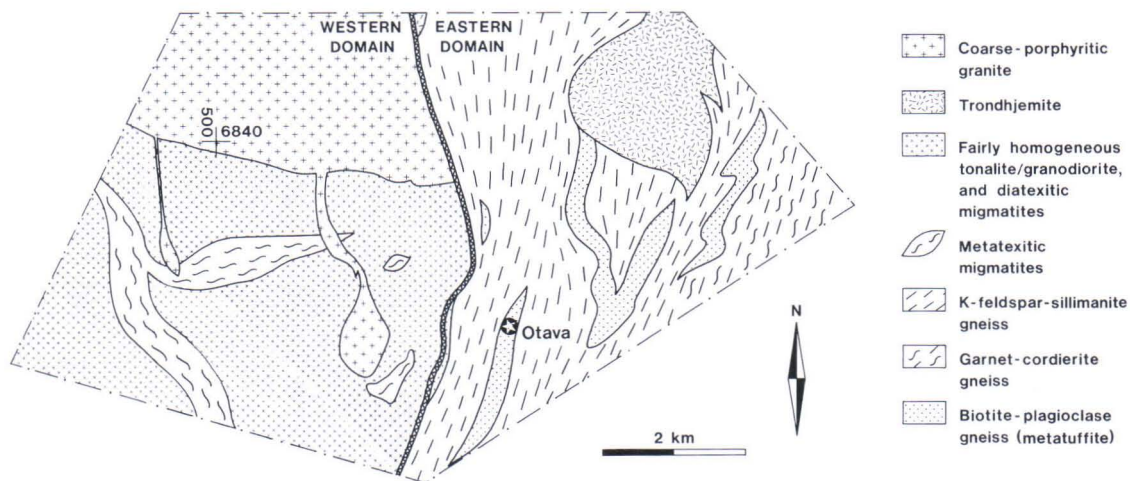 WESTERN
DOMAIN
EASTERN
DOMAIN
500
6840
Otava
N
2 km
Coarse-porphyritic
granite
Trondhjemite
Fairly homogeneous
tonalite/granodiorite,
and diatexitic
migmatites
Metatexitic
migmatites
K-feldspar-sillimanite
gneiss
Garnet-cordierite
gneiss
Biotite-plagioclase
gneiss (metatuffite)